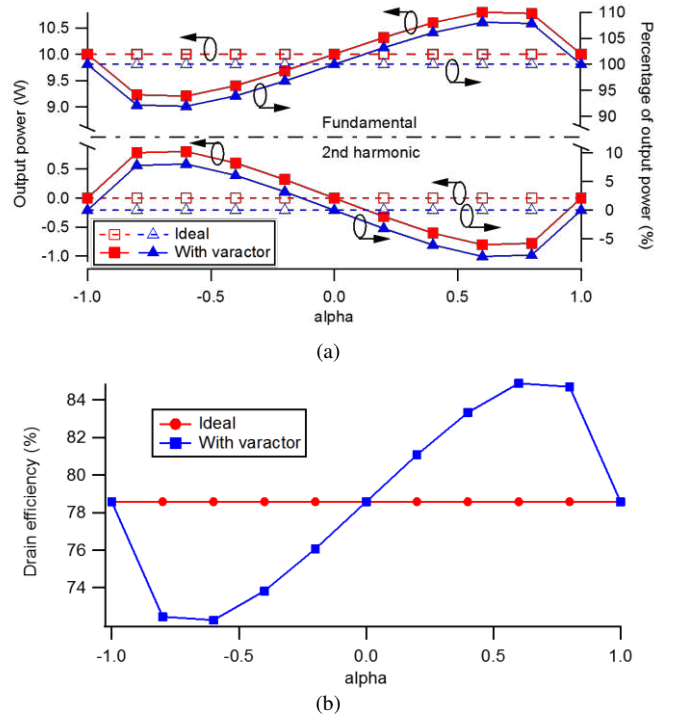 Output power (W)
10.5
10.0
9.5
9.0
0.5
0.0
-0.5
-1.0
110
105
100
95
90
10
5
0
-5
Percentage of output power (%)
Fundamental
2nd harmonic
Ideal
With varactor
-1.0 -0.5 0.0 0.5 1.0
alpha
(a)
Drain efficiency (%)
84
82
80
78
76
74
Ideal
With varactor
-1.0 -0.5 0.0 0.5 1.0
alpha
(b)